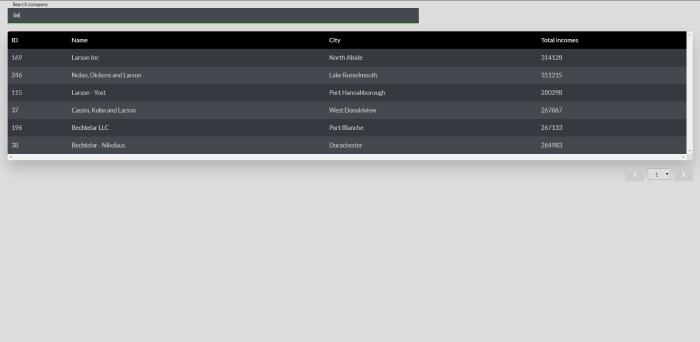 Search company
lar
ID Name City Total incomes
169 Larson Inc North Alside 314128
246 Nolan, Dickens and Larson Lake Russelmouth 311215
115 Larson - Yost Port Hannahborough 280298
37 Cassin, Kuhn and Larson West Donaldview 267867
196 Bechtelar LLC Port Blanche 267133
38 Bechtelar - Nikolaus Dorachester 264983
1